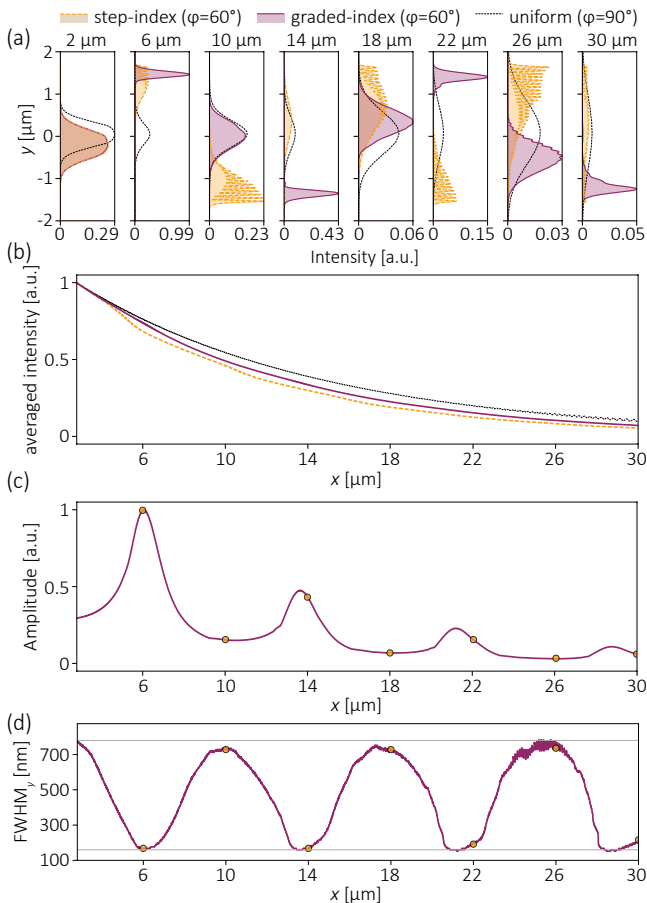 step-index (φ=60°) graded-index (φ=60°) uniform (φ=90°)
(a) 2 μm 6 μm 10 μm 14 μm 18 μm 22 μm 26 μm 30 μm
2
1
0
-1
-2
y [μm]
0 0.29 0 0.99 0 0.23 0 0.43 0 0.06 0 0.15 0 0.03 0 0.05
Intensity [a.u.]
(b)
averaged intensity [a.u.]
1
0.5
0
6 10 14 18 22 26 30
x [μm]
(c)
Amplitude [a.u.]
1
0.5
0
6 10 14 18 22 26 30
x [μm]
(d)
FWHMy [nm]
700
500
300
100
6 10 14 18 22 26 30
x [μm]